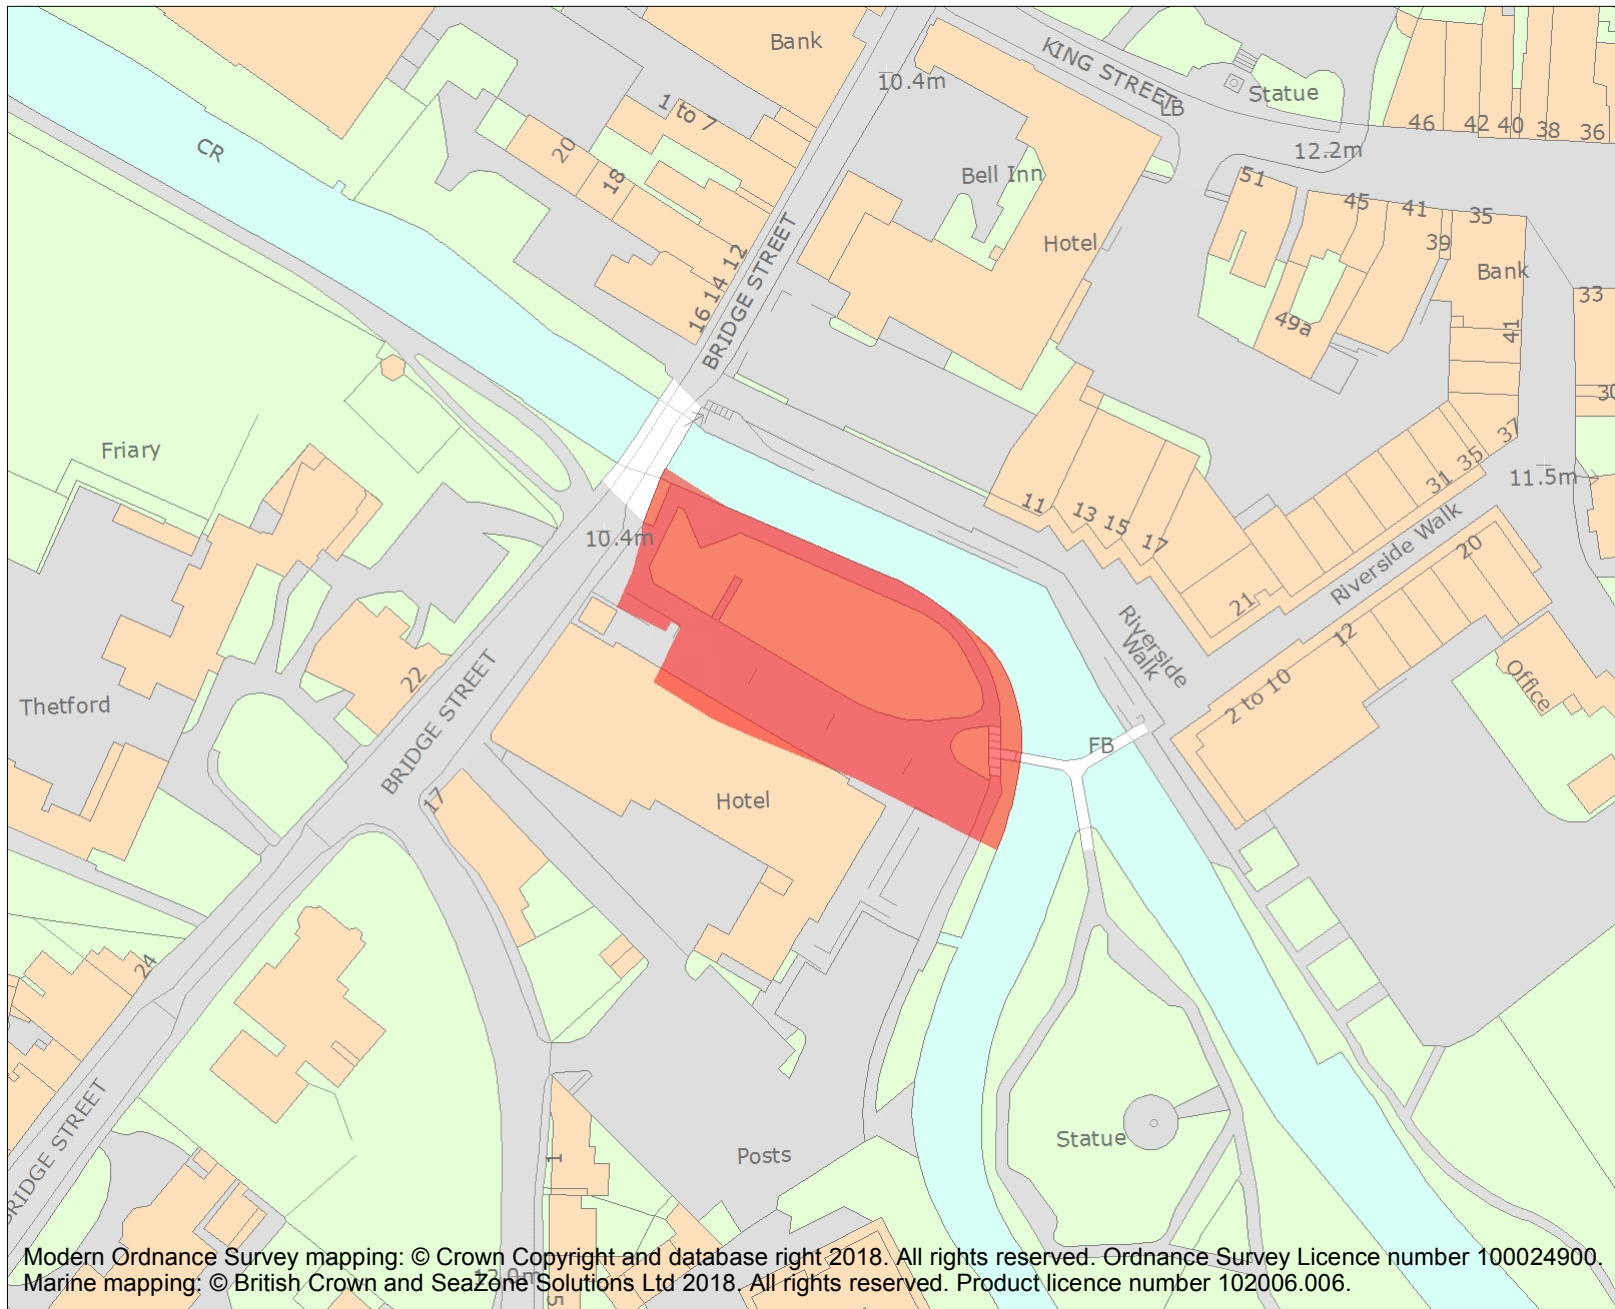 Bank
KING STREET
10.4m
Statue
LB
1 to 7
46
42
40
38
36
CR
20
12.2m
18
Bell Inn
51
45
41
35
39
Hotel
Bank
12
14
16
BRIDGE STREET
33
49a
41
30
37
Friary
35
31
11.5m
11
13
15
17
10.4m
Riverside Walk
20
21
Riverside
Walk
12
22
Office
2 to 10
Thetford
BRIDGE STREET
FB
17
Hotel
24
BRIDGE STREET
Statue
Posts
1
5
Modern Ordnance Survey mapping: © Crown Copyright and database right 2018. All rights reserved. Ordnance Survey Licence number 100024900.
Marine mapping: © British Crown and SeaZone Solutions Ltd 2018. All rights reserved. Product licence number 102006.006.